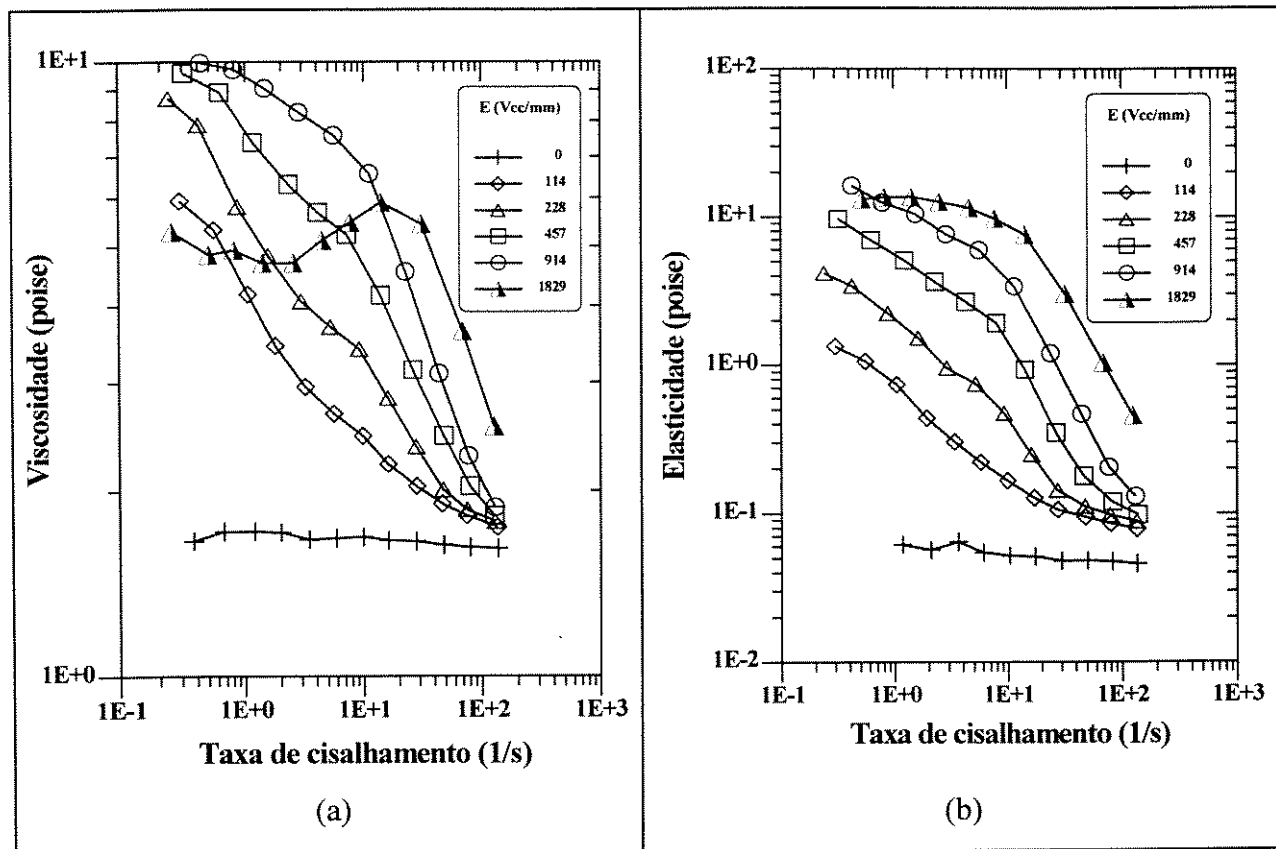 1E+1
1E+0
1E-1
1E+0
1E+1
1E+2
1E+3
Viscosidade (poise)
Taxa de cisalhamento (1/s)
E (Vcc/mm)
0
114
228
457
914
1829
(a)
1E+2
1E+1
1E+0
1E-1
1E-2
1E-1
1E+0
1E+1
1E+2
1E+3
Elasticidade (poise)
Taxa de cisalhamento (1/s)
E (Vcc/mm)
0
114
228
457
914
1829
(b)